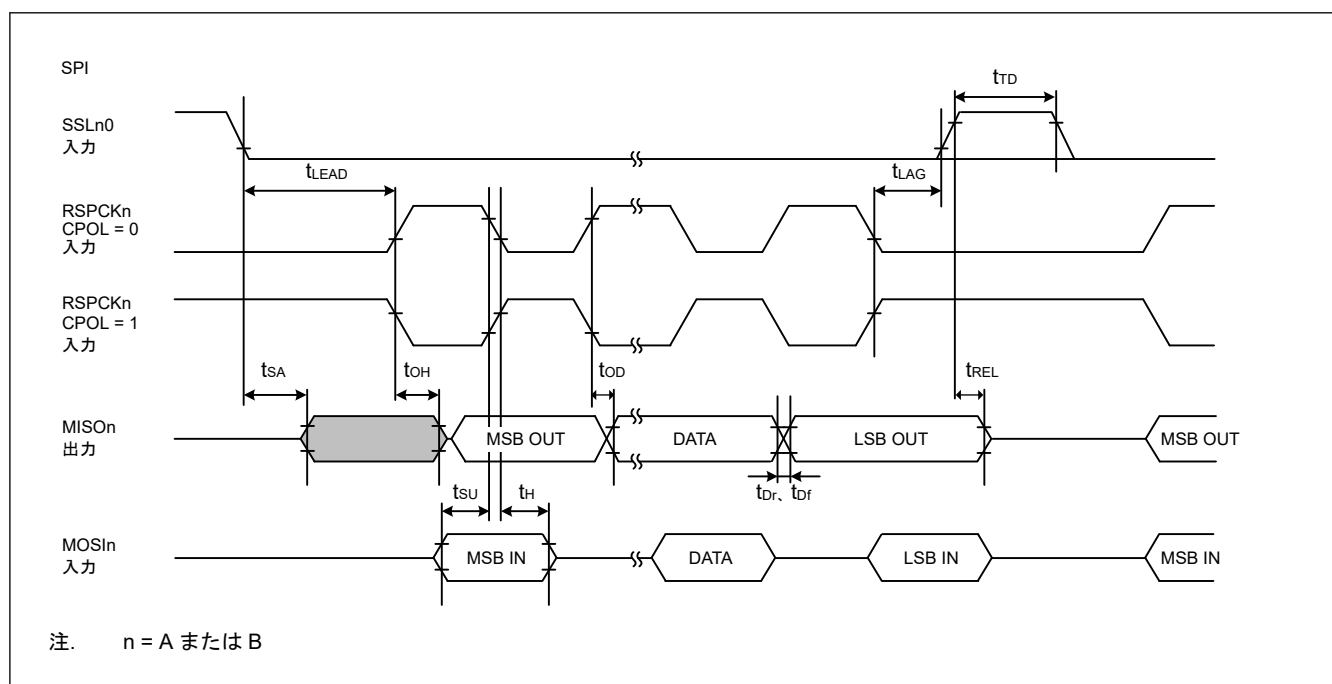 SPI
tTD
SSLn0
入力
tLEAD
tLAG
RSPCKn
CPOL = 0
入力
RSPCKn
CPOL = 1
入力
tSA
tOH
tOD
tREL
MISOn
出力
MSB OUT
DATA
LSB OUT
MSB OUT
tSU
tH
tDr、tDf
MOSIn
入力
MSB IN
DATA
LSB IN
MSB IN
注. n = A または B